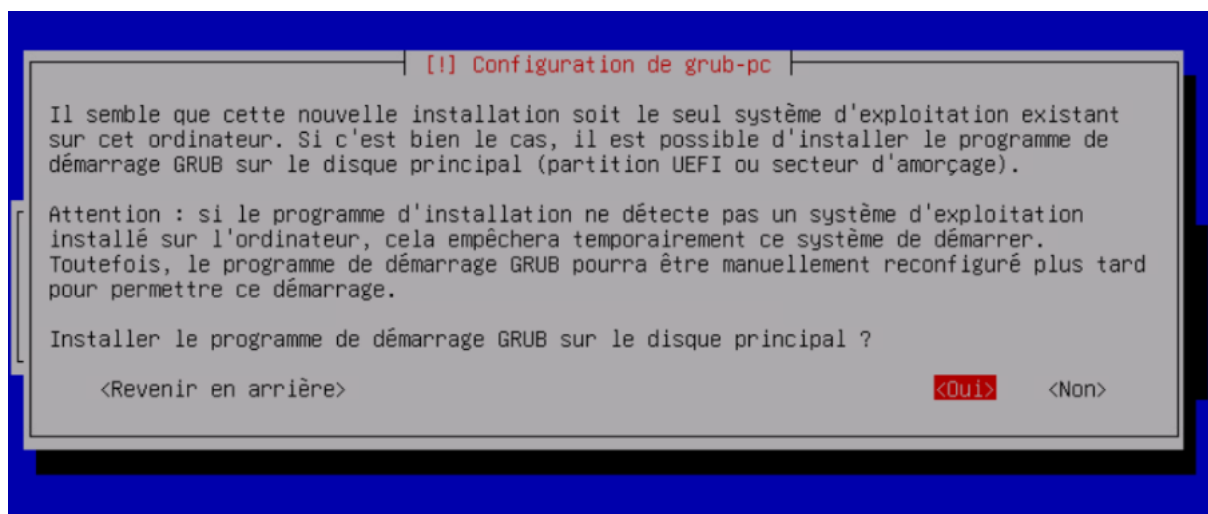 [!] Configuration de grub-pc
Il semble que cette nouvelle installation soit le seul système d'exploitation existant
sur cet ordinateur. Si c'est bien le cas, il est possible d'installer le programme de
démarrage GRUB sur le disque principal (partition UEFI ou secteur d'amorçage).
Attention : si le programme d'installation ne détecte pas un système d'exploitation
installé sur l'ordinateur, cela empêchera temporairement ce système de démarrer.
Toutefois, le programme de démarrage GRUB pourra être manuellement reconfiguré plus tard
pour permettre ce démarrage.
Installer le programme de démarrage GRUB sur le disque principal ?
<Revenir en arrière> <Oui> <Non>